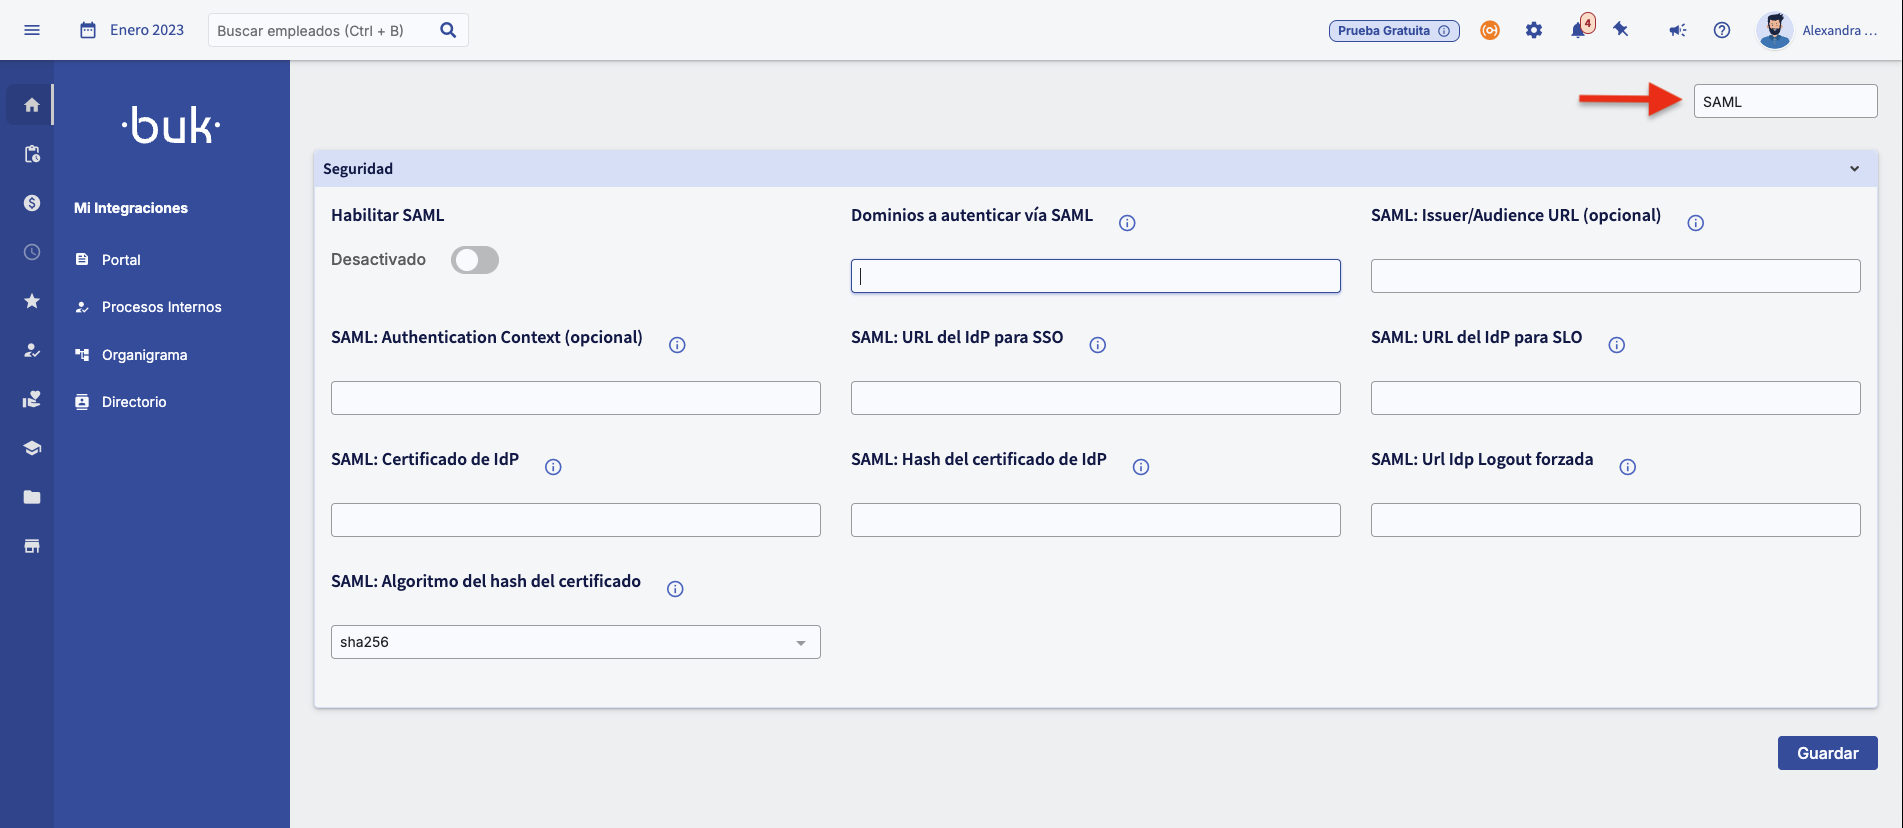 Enero 2023
Buscar empleados (Ctrl + B)
Prueba Gratuita
4
Alexandra ...
·buk·
SAML
Mi Integraciones
Portal
Procesos Internos
Organigrama
Directorio
Seguridad
Habilitar SAML
Desactivado
Dominios a autenticar vía SAML
SAML: Issuer/Audience URL (opcional)
SAML: Authentication Context (opcional)
SAML: URL del IdP para SSO
SAML: URL del IdP para SLO
SAML: Certificado de IdP
SAML: Hash del certificado de IdP
SAML: Url Idp Logout forzada
SAML: Algoritmo del hash del certificado
sha256
Guardar